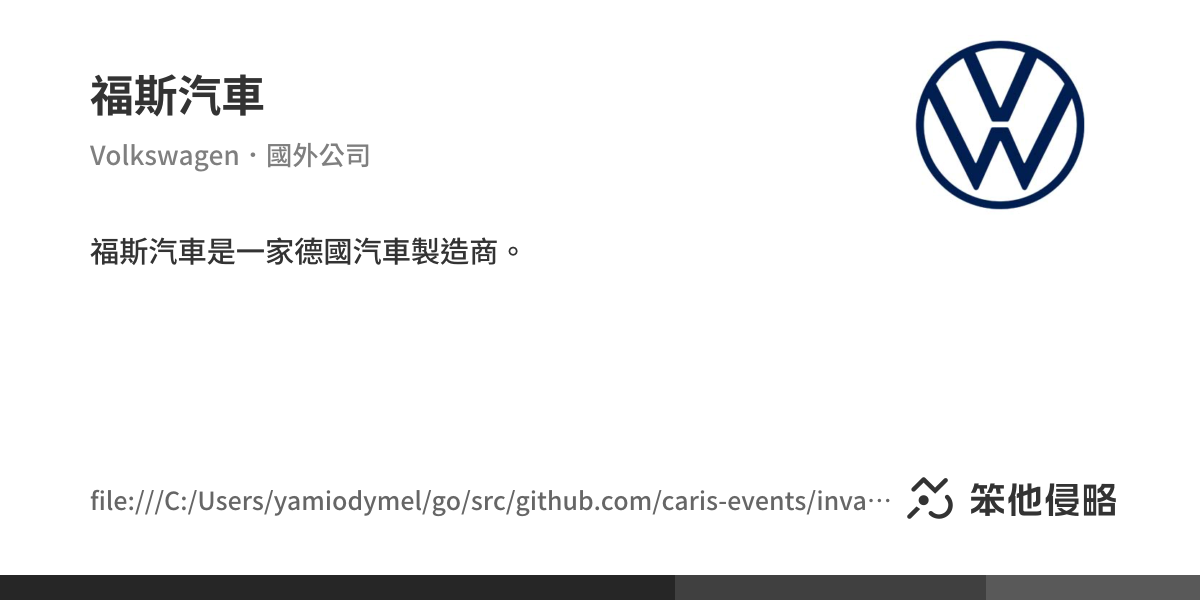 福斯汽車
Volkswagen・國外公司
福斯汽車是一家德國汽車製造商。
file:///C:/Users/yamiodymel/go/src/github.com/caris-events/inva…
笨他侵略